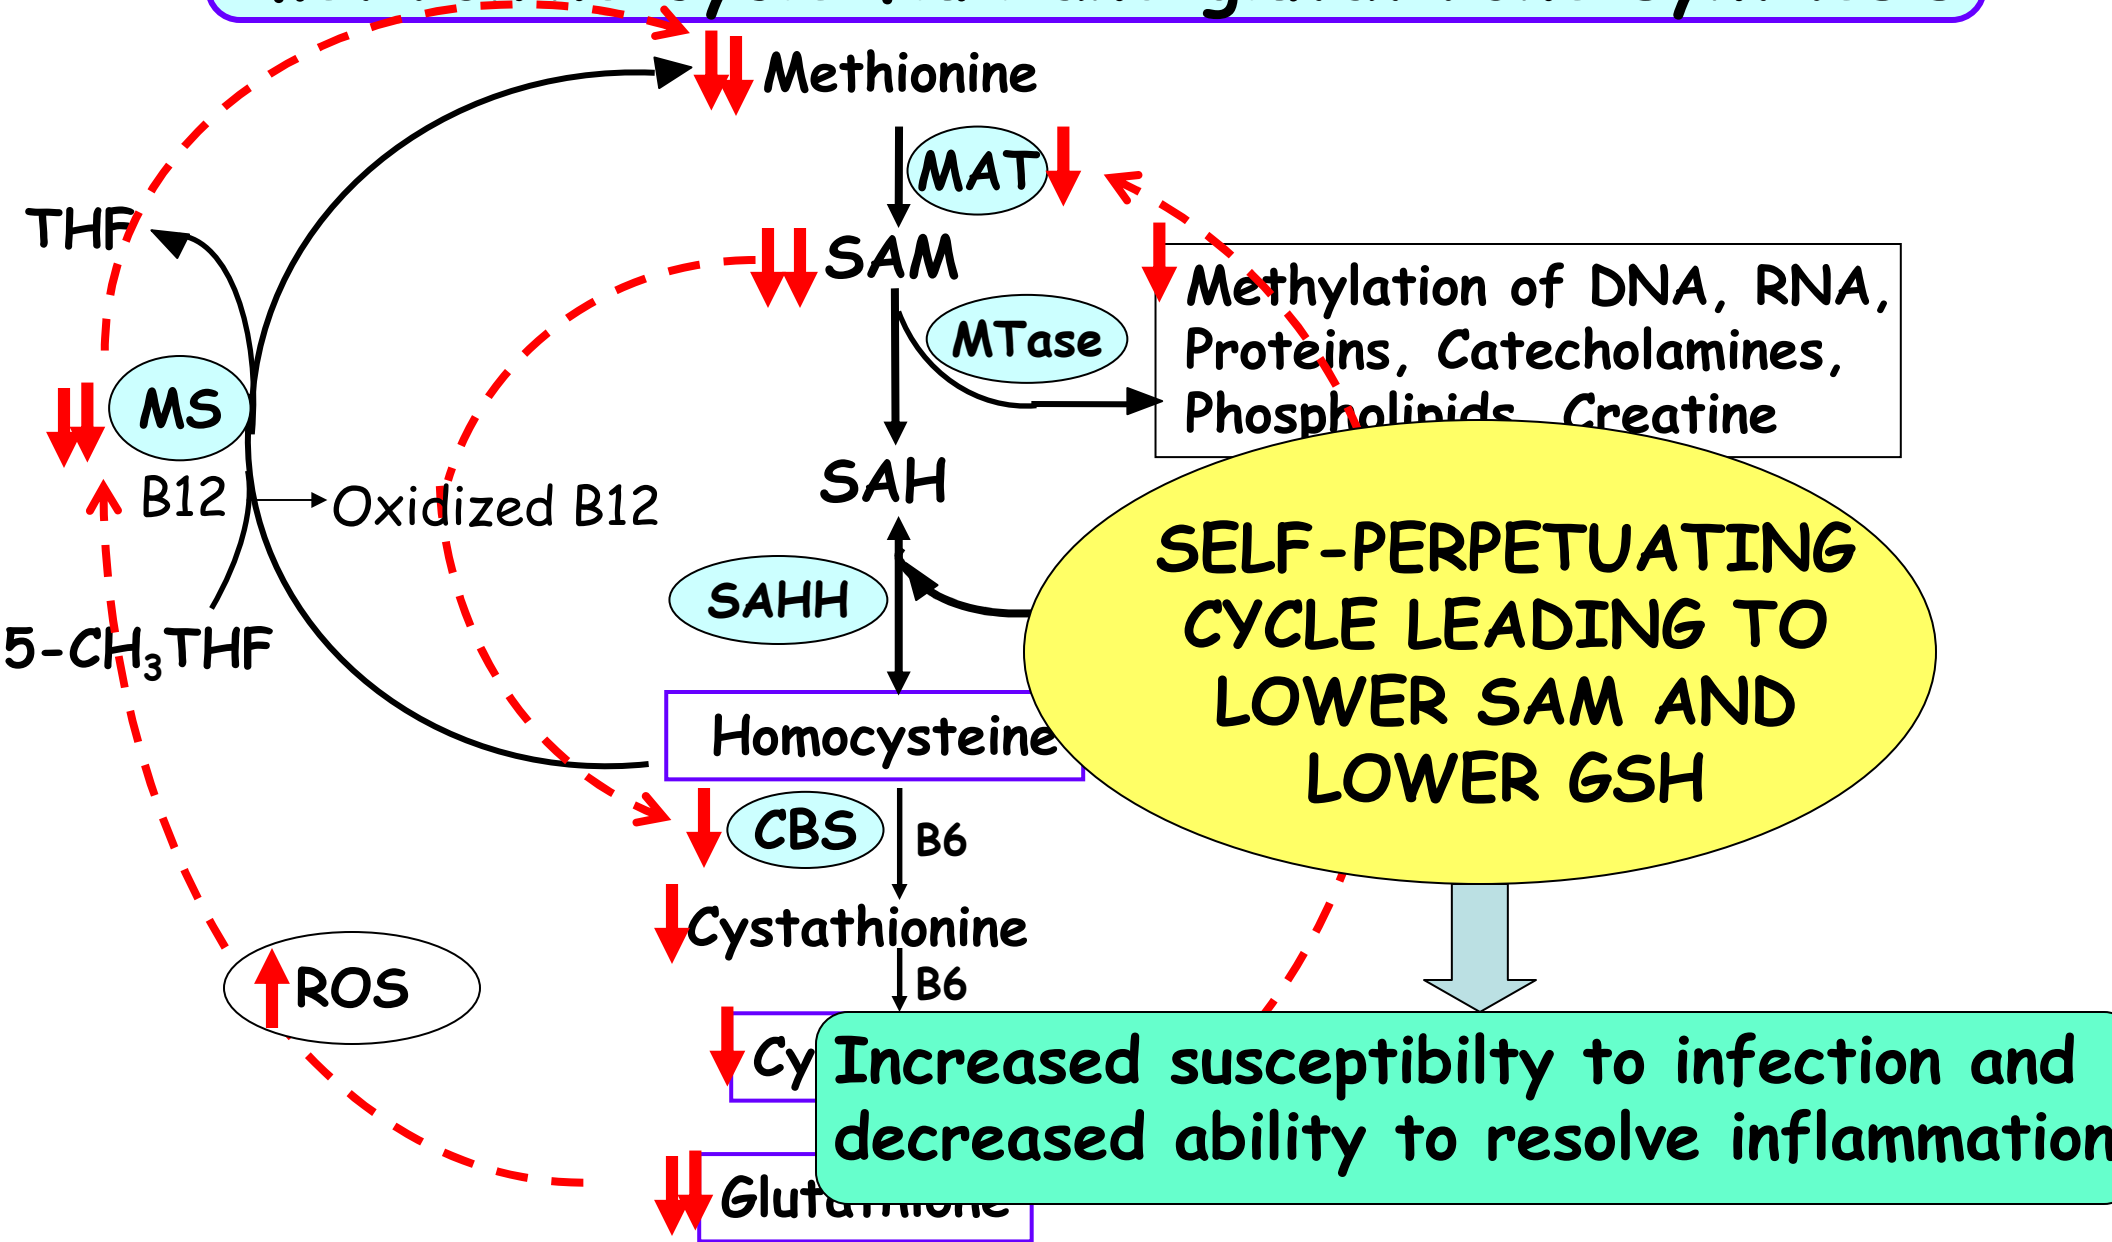 Methionine
MAT
THF
SAM
Methylation of DNA, RNA,
Proteins, Catecholamines,
Phospholipids, Creatine
MTase
MS
B12
Oxidized B12
SAH
SAHH
5-CH3THF
SELF-PERPETUATING
CYCLE LEADING TO
LOWER SAM AND
LOWER GSH
Homocysteine
CBS
B6
Cystathionine
B6
ROS
Cy
Increased susceptibilty to infection and
decreased ability to resolve inflammation
Glutathione